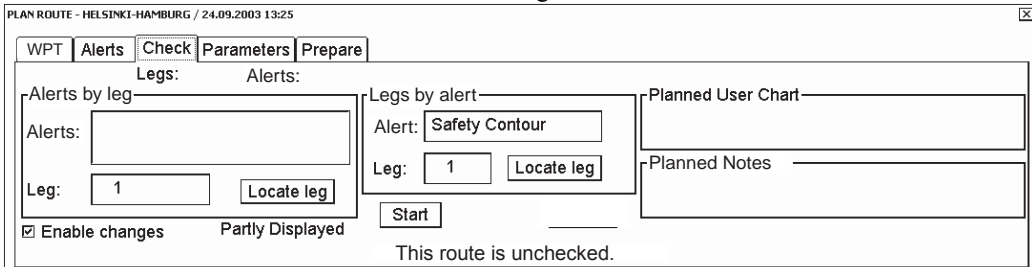 PLAN ROUTE - HELSINKI-HAMBURG / 24.09.2003 13:25
WPT Alerts Check Parameters Prepare
Legs: Alerts:
Alerts by leg
Alerts:
Leg: 1 Locate leg
Legs by alert
Alert: Safety Contour
Leg: 1 Locate leg
Planned User Chart
Planned Notes
Start
Enable changes Partly Displayed
This route is unchecked.